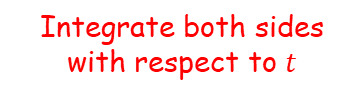 Integrate both sides
with respect to t